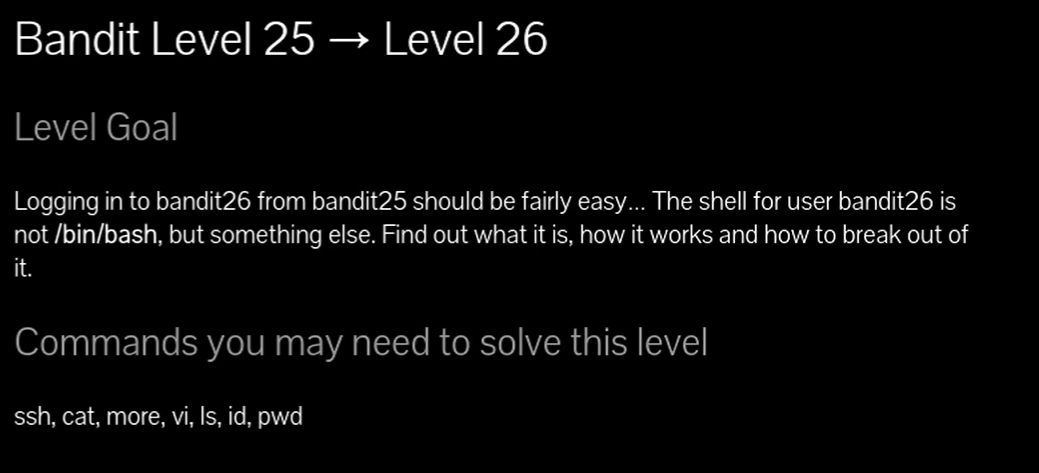 Bandit Level 25 → Level 26
Level Goal
Logging in to bandit26 from bandit25 should be fairly easy... The shell for user bandit26 is
not /bin/bash, but something else. Find out what it is, how it works and how to break out of
it.
Commands you may need to solve this level
ssh, cat, more, vi, ls, id, pwd